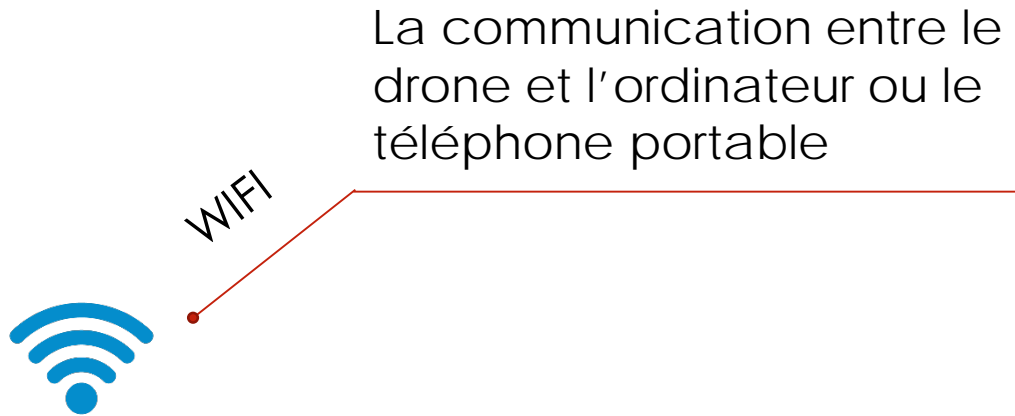 La communication entre le
drone et l’ordinateur ou le
téléphone portable
WIFI